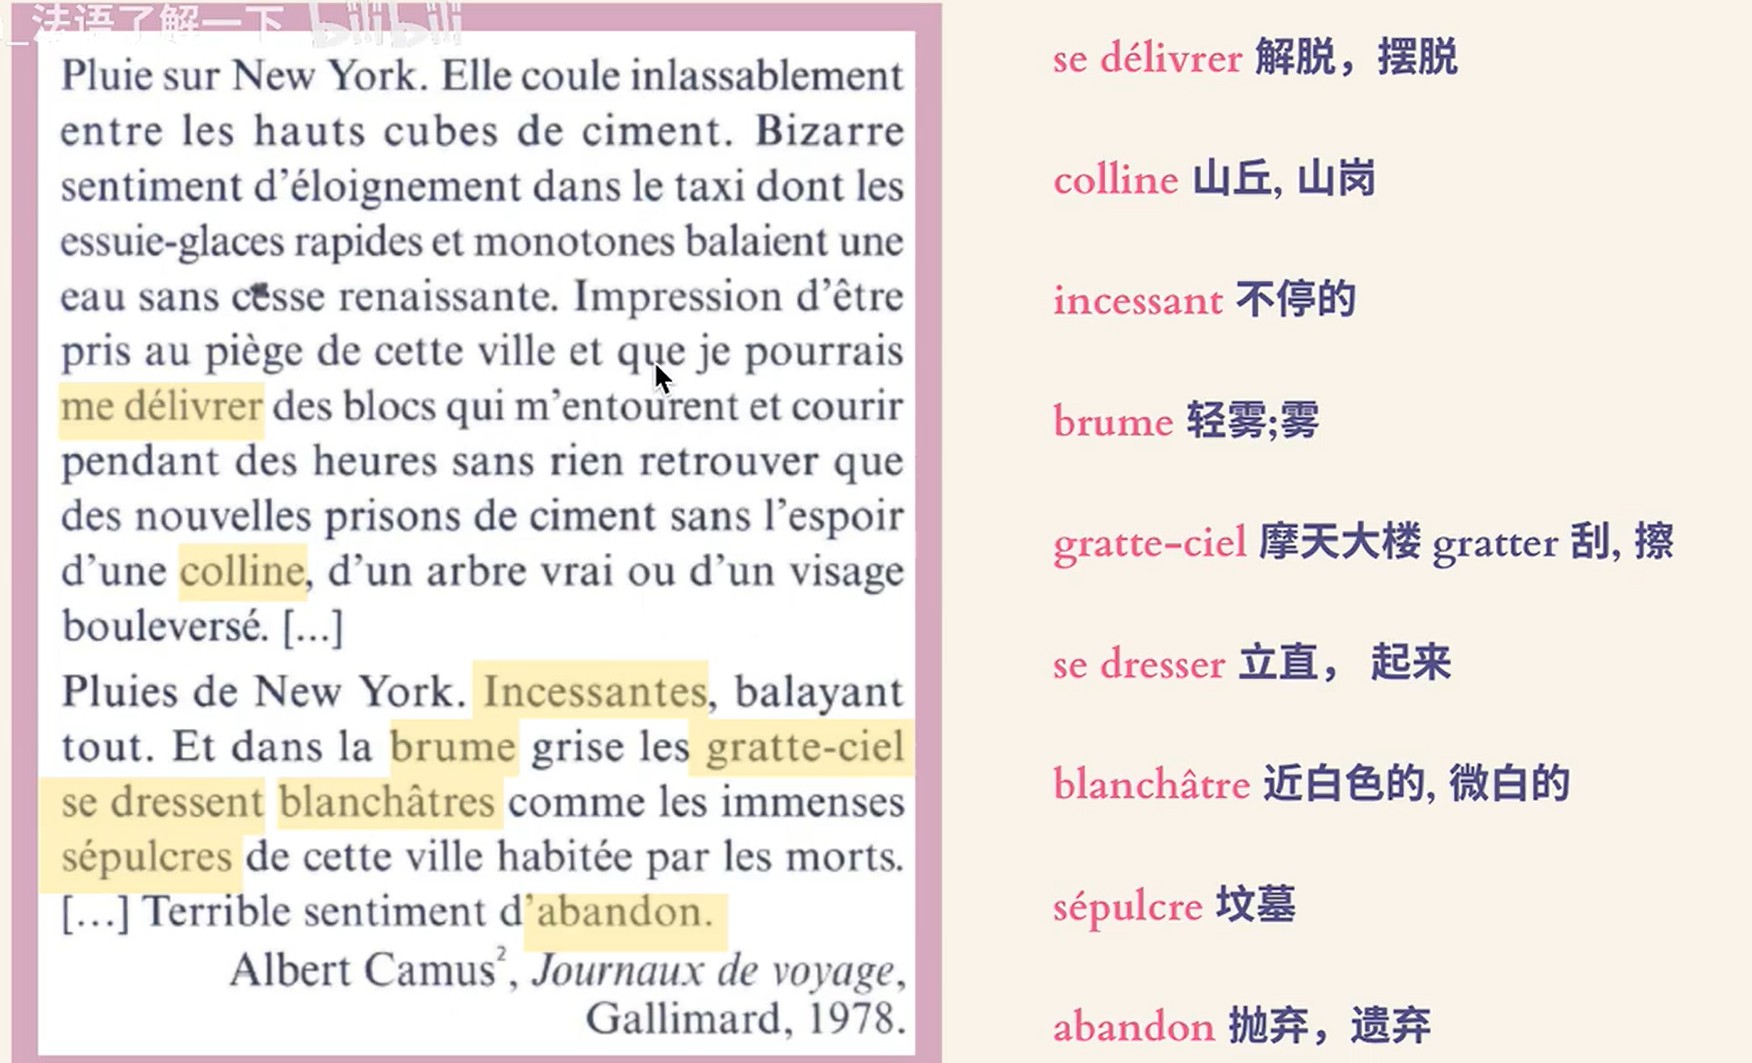 _法语了解一下 bilibili
Pluie sur New York. Elle coule inlassablement
entre les hauts cubes de ciment. Bizarre
sentiment d'éloignement dans le taxi dont les
essuie-glaces rapides et monotones balaient une
eau sans cesse renaissante. Impression d'être
pris au piège de cette ville et que je pourrais
me délivrer des blocs qui m'entourent et courir
pendant des heures sans rien retrouver que
des nouvelles prisons de ciment sans l'espoir
d'une colline, d'un arbre vrai ou d'un visage
bouleversé. [...]
Pluies de New York. Incessantes, balayant
tout. Et dans la brume grise les gratte-ciel
se dressent blanchâtres comme les immenses
sépulcres de cette ville habitée par les morts.
[...] Terrible sentiment d'abandon.
Albert Camus², Journaux de voyage,
Gallimard, 1978.
se délivrer 解脱，摆脱
colline 山丘, 山岗
incessant 不停的
brume 轻雾;雾
gratte-ciel 摩天大楼 gratter 刮, 擦
se dresser 立直， 起来
blanchâtre 近白色的, 微白的
sépulcre 坟墓
abandon 抛弃，遗弃